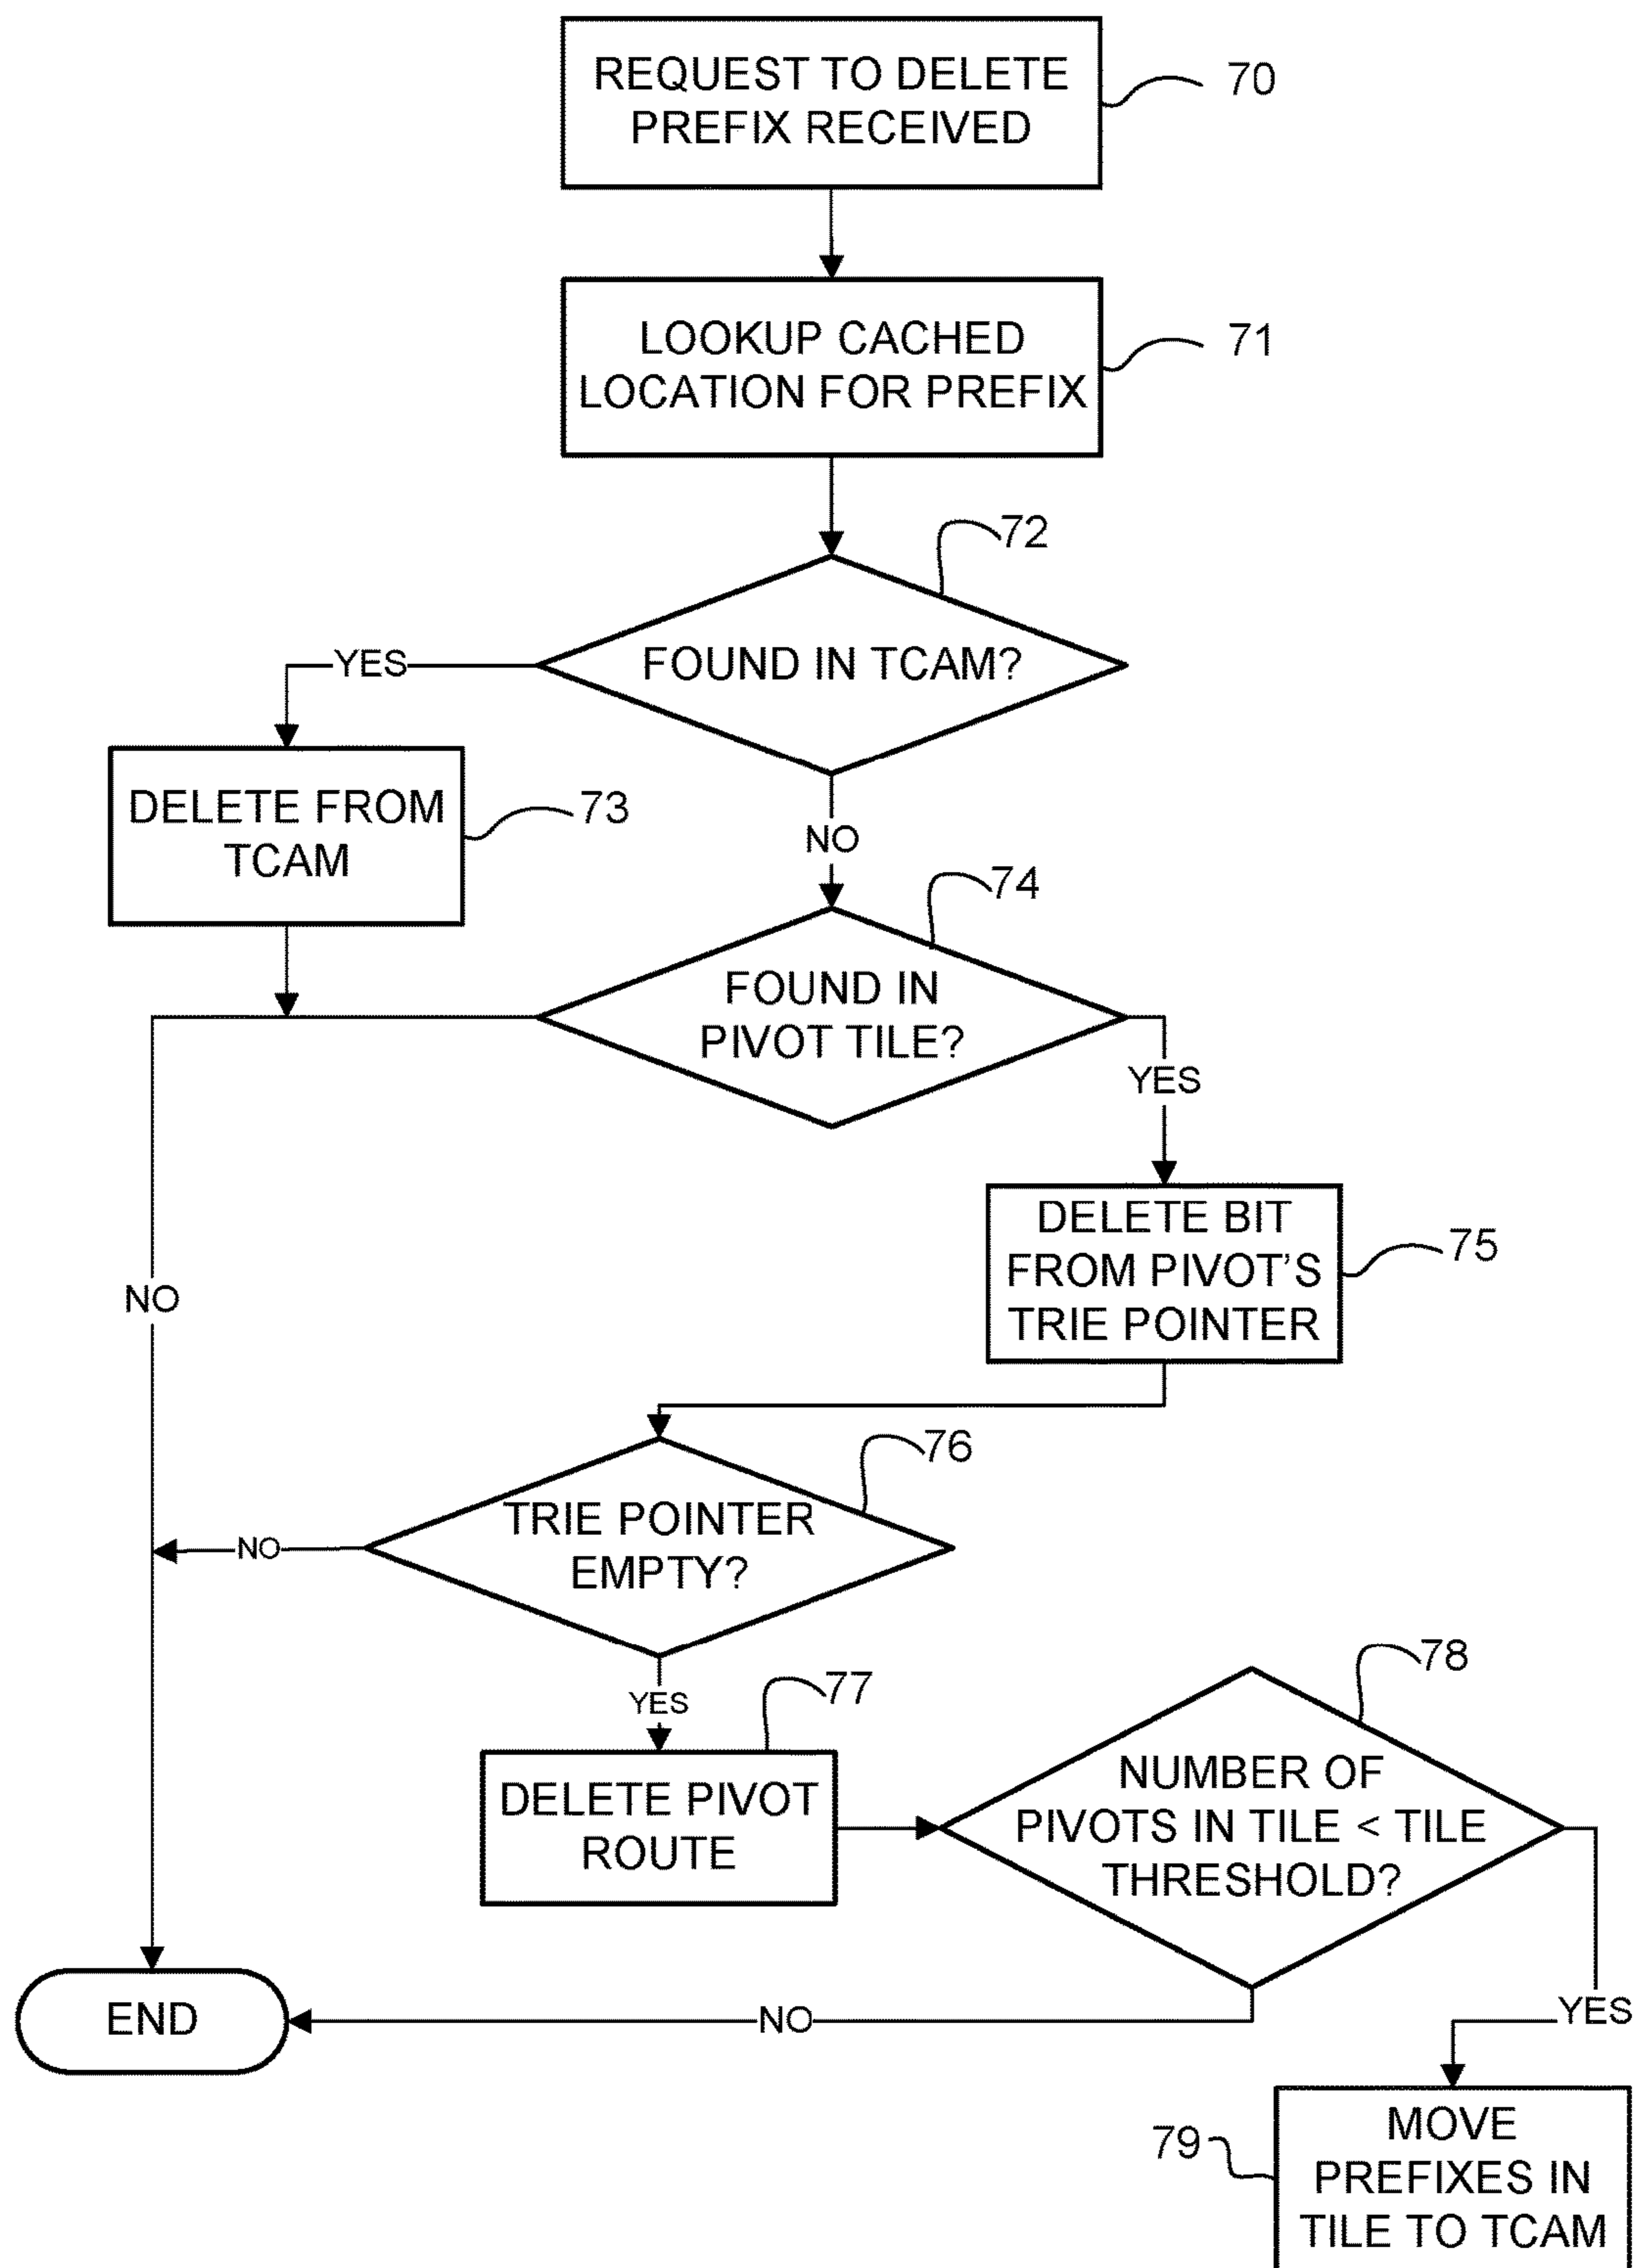 REQUEST TO DELETE
PREFIX RECEIVED
70
LOOKUP CACHED
LOCATION FOR PREFIX
71
72
FOUND IN TCAM?
YES
DELETE FROM
TCAM
73
NO
74
FOUND IN
PIVOT TILE?
YES
DELETE BIT
FROM PIVOT'S
TRIE POINTER
75
NO
76
TRIE POINTER
EMPTY?
NO
YES
77
DELETE PIVOT
ROUTE
78
NUMBER OF
PIVOTS IN TILE < TILE
THRESHOLD?
END
NO
YES
79
MOVE
PREFIXES IN
TILE TO TCAM